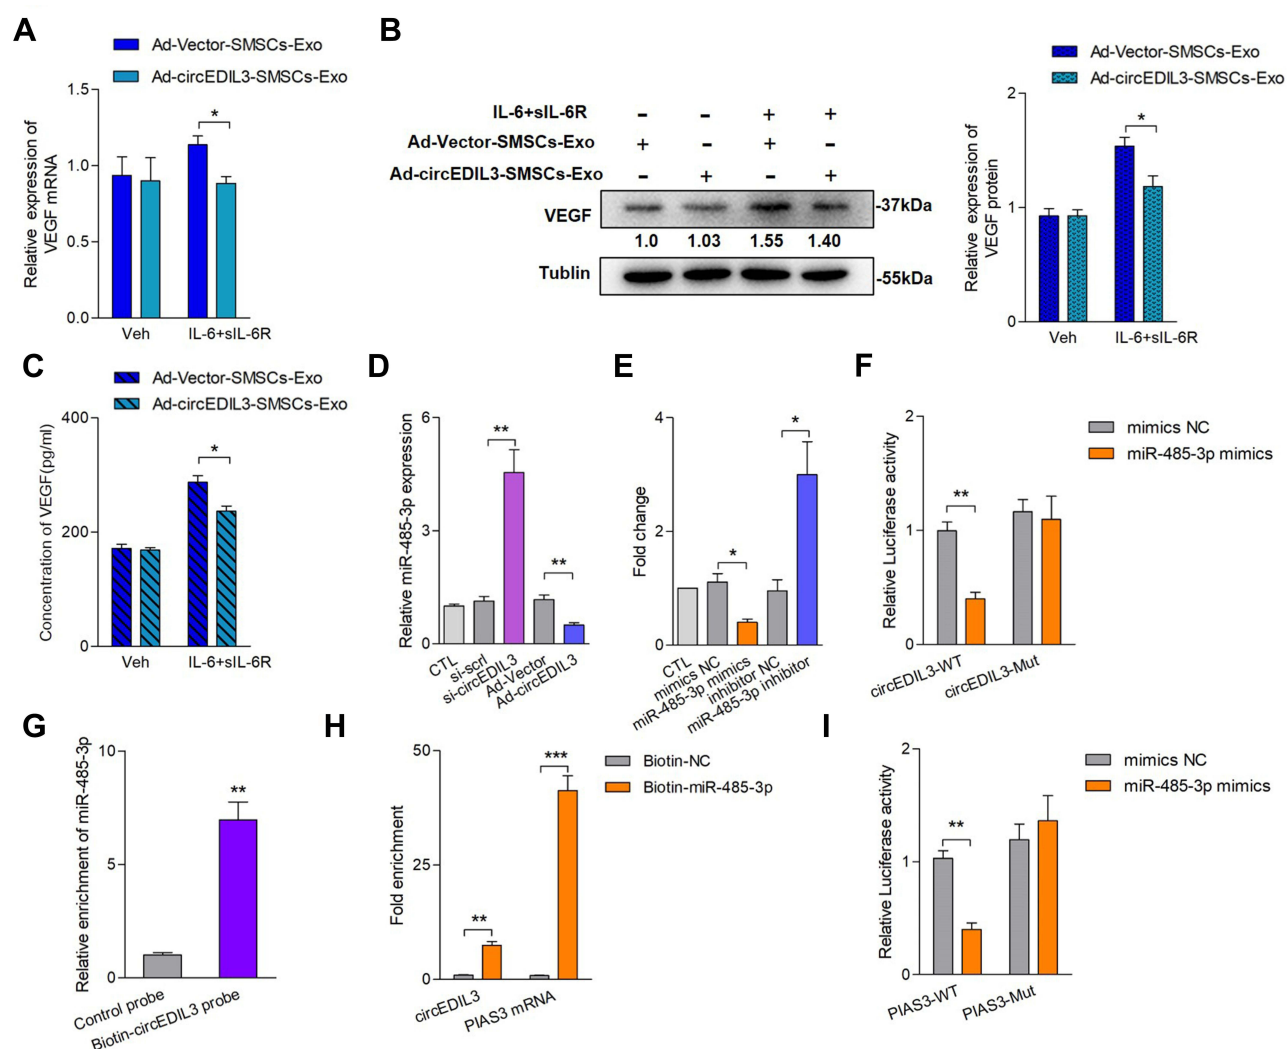 A
Ad-Vector-SMSCs-Exo
Ad-circEDIL3-SMSCs-Exo
Relative expression of
VEGF mRNA
1.5
1.0
0.5
0.0
*
Veh
IL-6+sIL-6R
B
IL-6+sIL-6R - - + +
Ad-Vector-SMSCs-Exo + - + -
Ad-circEDIL3-SMSCs-Exo - + - +
VEGF
-37kDa
1.0 1.03 1.55 1.40
Tublin
-55kDa
Ad-Vector-SMSCs-Exo
Ad-circEDIL3-SMSCs-Exo
Relative expression of
VEGF protein
2
1
0
*
Veh
IL-6+sIL-6R
C
Ad-Vector-SMSCs-Exo
Ad-circEDIL3-SMSCs-Exo
Concentration of VEGF(pg/ml)
400
200
0
*
Veh
IL-6+sIL-6R
D
Relative miR-485-3p expression
6
3
0
**
**
CTL
si-scrl
si-circEDIL3
Ad-Vector
Ad-circEDIL3
E
Fold change
4
2
0
*
*
CTL
mimics NC
miR-485-3p mimics
inhibitor NC
miR-485-3p inhibitor
F
mimics NC
miR-485-3p mimics
Relative Luciferase activity
2
1
0
**
circEDIL3-WT
circEDIL3-Mut
G
Relative enrichment of miR-485-3p
10
5
0
**
Control probe
Biotin-circEDIL3 probe
H
Biotin-NC
Biotin-miR-485-3p
Fold enrichment
50
25
0
**
***
circEDIL3
PIAS3 mRNA
I
mimics NC
miR-485-3p mimics
Relative Luciferase activity
2
1
0
**
PIAS3-WT
PIAS3-Mut